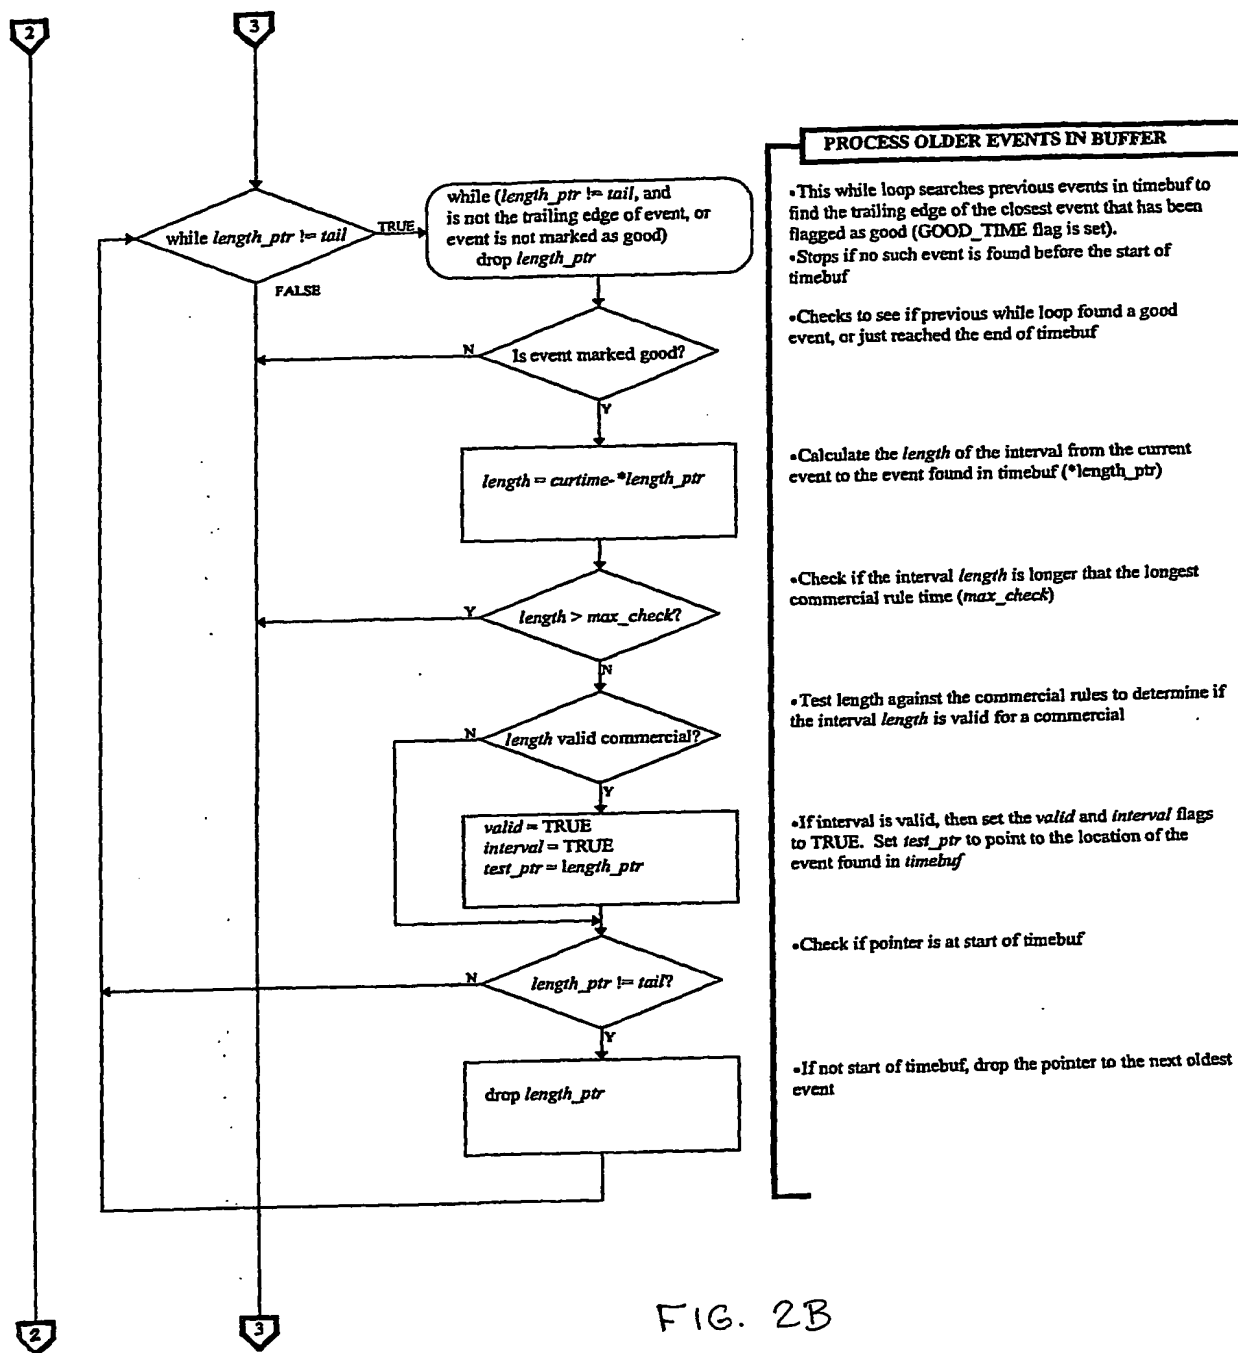 2
3
PROCESS OLDER EVENTS IN BUFFER
while length_ptr != tail
TRUE
FALSE
while (length_ptr != tail, and
is not the trailing edge of event, or
event is not marked as good)
drop length_ptr
•This while loop searches previous events in timebuf to
find the trailing edge of the closest event that has been
flagged as good (GOOD_TIME flag is set).
•Stops if no such event is found before the start of
timebuf
Is event marked good?
N
Y
•Checks to see if previous while loop found a good
event, or just reached the end of timebuf
length = curtime-*length_ptr
•Calculate the length of the interval from the current
event to the event found in timebuf (*length_ptr)
length > max_check?
Y
N
•Check if the interval length is longer that the longest
commercial rule time (max_check)
length valid commercial?
N
Y
•Test length against the commercial rules to determine if
the interval length is valid for a commercial
valid = TRUE
interval = TRUE
test_ptr = length_ptr
•If interval is valid, then set the valid and interval flags
to TRUE. Set test_ptr to point to the location of the
event found in timebuf
length_ptr != tail?
N
Y
•Check if pointer is at start of timebuf
drop length_ptr
•If not start of timebuf, drop the pointer to the next oldest
event
2
3
FIG. 2B